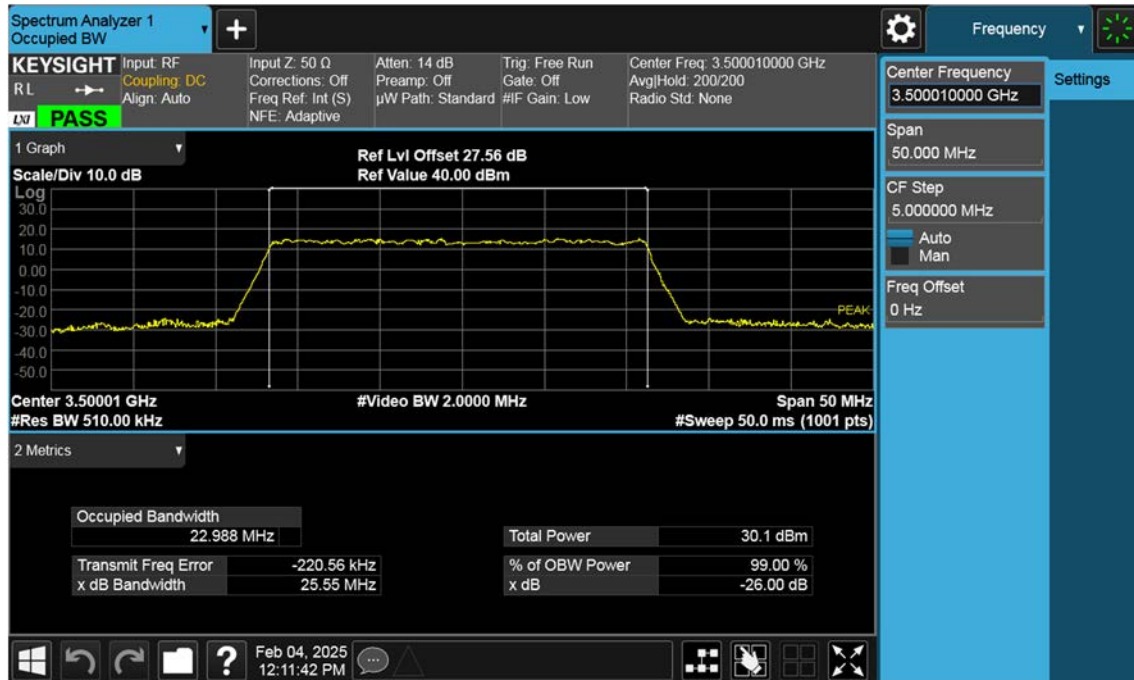 Spectrum Analyzer 1
Occupied BW
Frequency
KEYSIGHT
RL
LXI
PASS
Input: RF
Coupling: DC
Align: Auto
Input Z: 50 Ω
Corrections: Off
Freq Ref: Int (S)
NFE: Adaptive
Atten: 14 dB
Preamp: Off
µW Path: Standard
Trig: Free Run
Gate: Off
#IF Gain: Low
Center Freq: 3.500010000 GHz
Avg|Hold: 200/200
Radio Std: None
Center Frequency
3.500010000 GHz
Settings
Span
50.000 MHz
CF Step
5.000000 MHz
Auto
Man
Freq Offset
0 Hz
1 Graph
Scale/Div 10.0 dB
Ref Lvl Offset 27.56 dB
Ref Value 40.00 dBm
Log
30.0
20.0
10.0
0.00
-10.0
-20.0
-30.0
-40.0
-50.0
PEAK
Center 3.50001 GHz
#Res BW 510.00 kHz
#Video BW 2.0000 MHz
Span 50 MHz
#Sweep 50.0 ms (1001 pts)
2 Metrics
Occupied Bandwidth
22.988 MHz
Transmit Freq Error -220.56 kHz
x dB Bandwidth 25.55 MHz
Total Power 30.1 dBm
% of OBW Power 99.00 %
x dB -26.00 dB
?
Feb 04, 2025
12:11:42 PM